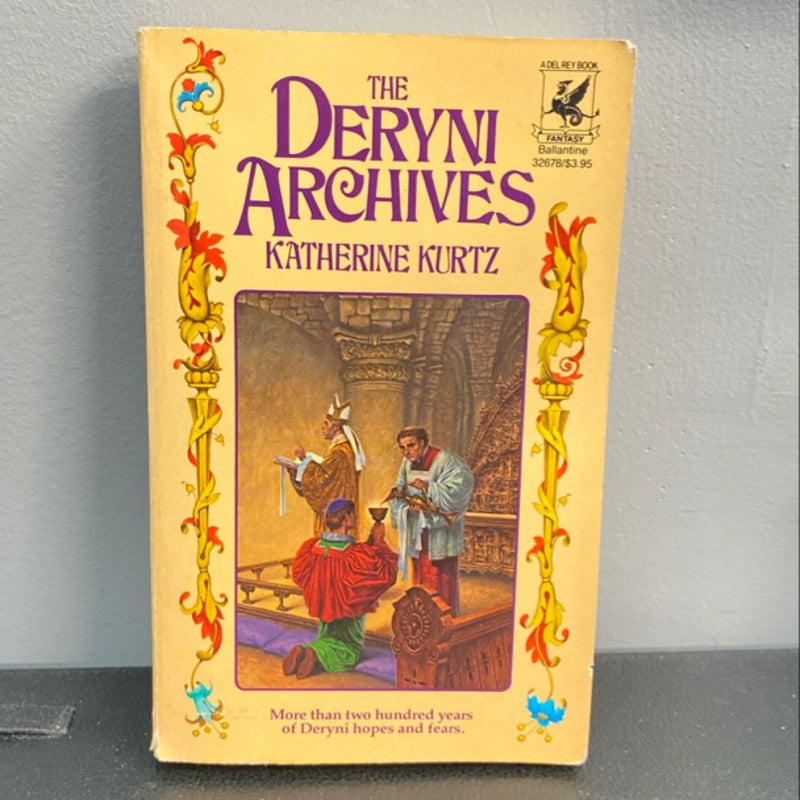 THE
DERYNI
ARCHIVES
KATHERINE KURTZ
A DEL REY BOOK
FANTASY
Ballantine
32678/$3.95
More than two hundred years
of Deryni hopes and fears.